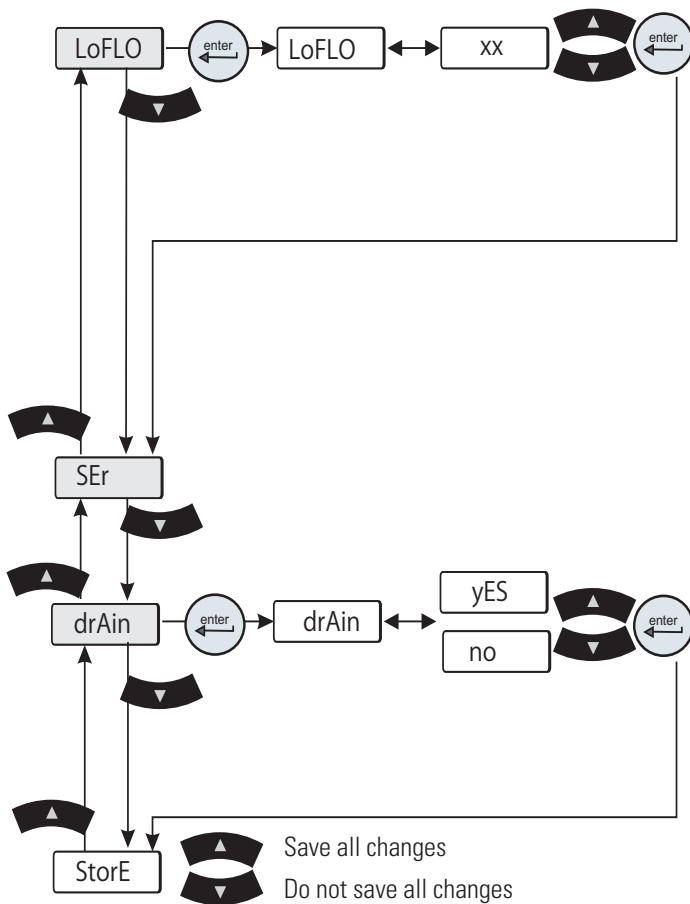 LoFLO enter LoFLO xx enter
SEr
drAin enter drAin yES enter
no
StorE
Save all changes
Do not save all changes